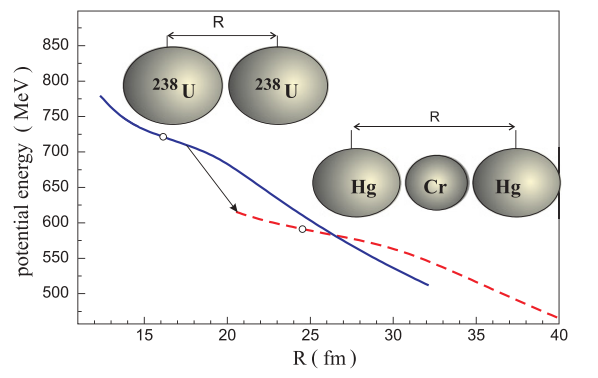 R
850
800
750
700
650
600
550
500
238U 238U
R
Hg Cr Hg
potential energy ( MeV )
15 20 25 30 35 40
R ( fm )